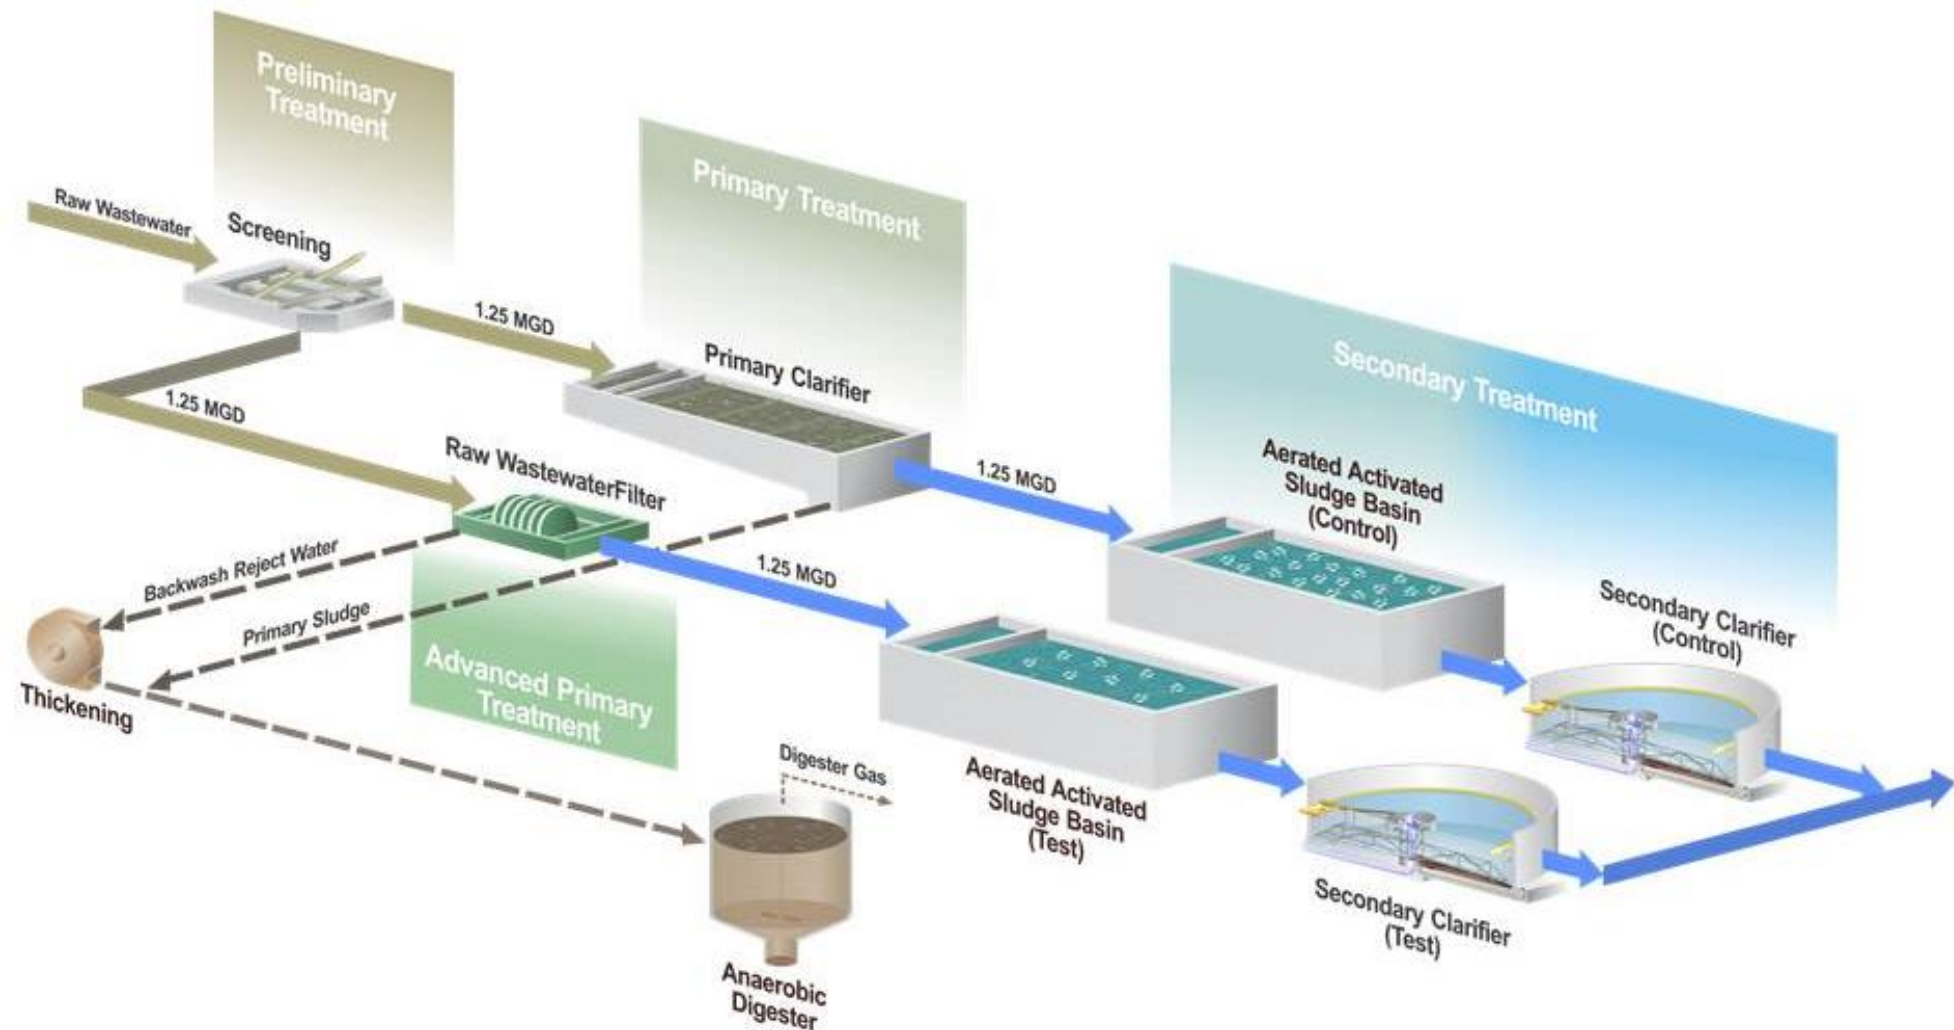 Preliminary
Treatment
Raw Wastewater
Screening
1.25 MGD
Primary Treatment
Primary Clarifier
1.25 MGD
Raw WastewaterFilter
Secondary Treatment
1.25 MGD
Aerated Activated
Sludge Basin
(Control)
Backwash Reject Water
Primary Sludge
1.25 MGD
Secondary Clarifier
(Control)
Thickening
Advanced Primary
Treatment
Digester Gas
Aerated Activated
Sludge Basin
(Test)
Secondary Clarifier
(Test)
Anaerobic
Digester